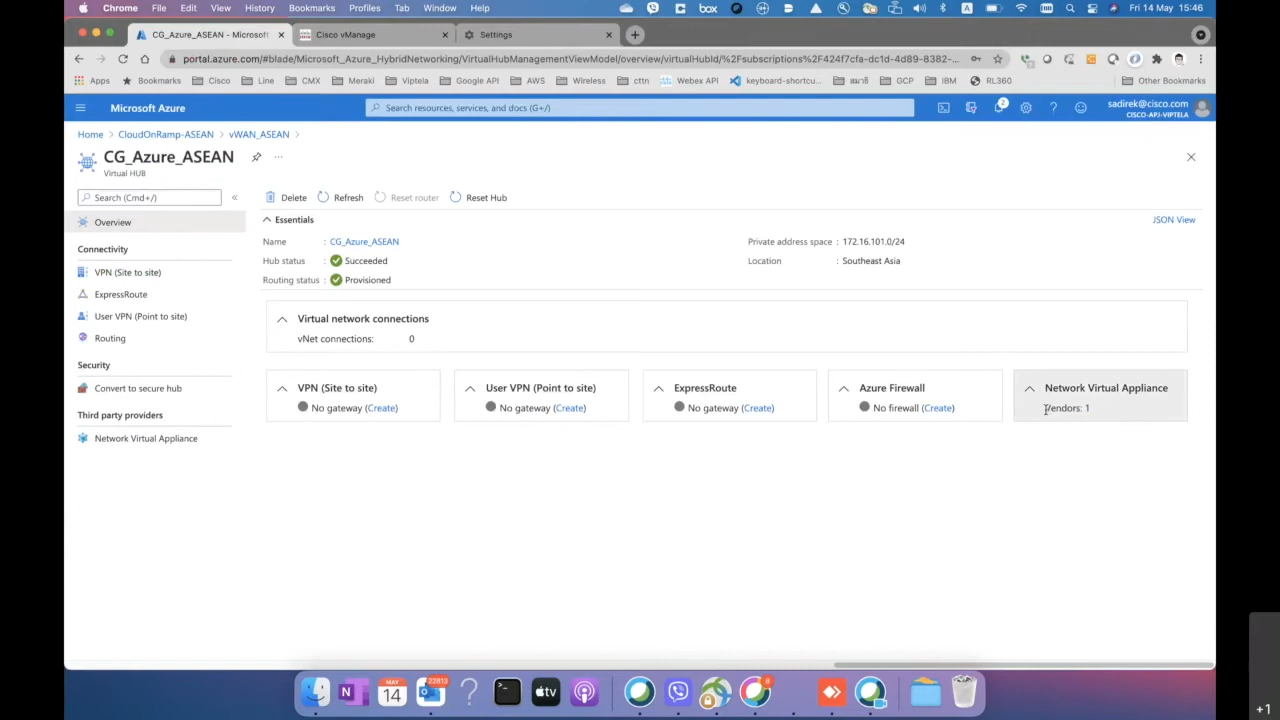 Chrome File Edit View History Bookmarks Profiles Tab Window Help box A Fri 14 May 15:46
CG_Azure_ASEAN - Microsoft Cisco vManage Settings
portal.azure.com/#blade/Microsoft_Azure_HybridNetworking/VirtualHubManagementViewModel/overview/virtualHubId/%2Fsubscriptions%2F424f7cfa-dc1d-4d89-8382-...
Apps Bookmarks Cisco Line CMX Meraki Viptela Google API AWS Wireless cttn Webex API keyboard-shortcu... GCP IBM RL360 Other Bookmarks
Microsoft Azure
Search resources, services, and docs (G+/)
2
sadirek@cisco.com
CISCO-APJ-VIPTELA
Home > CloudOnRamp-ASEAN > vWAN_ASEAN >
CG_Azure_ASEAN
Virtual HUB
Search (Cmd+/)
Delete Refresh Reset router Reset Hub
Overview
Connectivity
VPN (Site to site)
ExpressRoute
User VPN (Point to site)
Routing
Security
Convert to secure hub
Third party providers
Network Virtual Appliance
Essentials
JSON View
Name : CG_Azure_ASEAN
Hub status : Succeeded
Routing status : Provisioned
Private address space : 172.16.101.0/24
Location : Southeast Asia
Virtual network connections
vNet connections: 0
VPN (Site to site)
No gateway (Create)
User VPN (Point to site)
No gateway (Create)
ExpressRoute
No gateway (Create)
Azure Firewall
No firewall (Create)
Network Virtual Appliance
Vendors: 1
MAY
14
22813
tv
8
+1